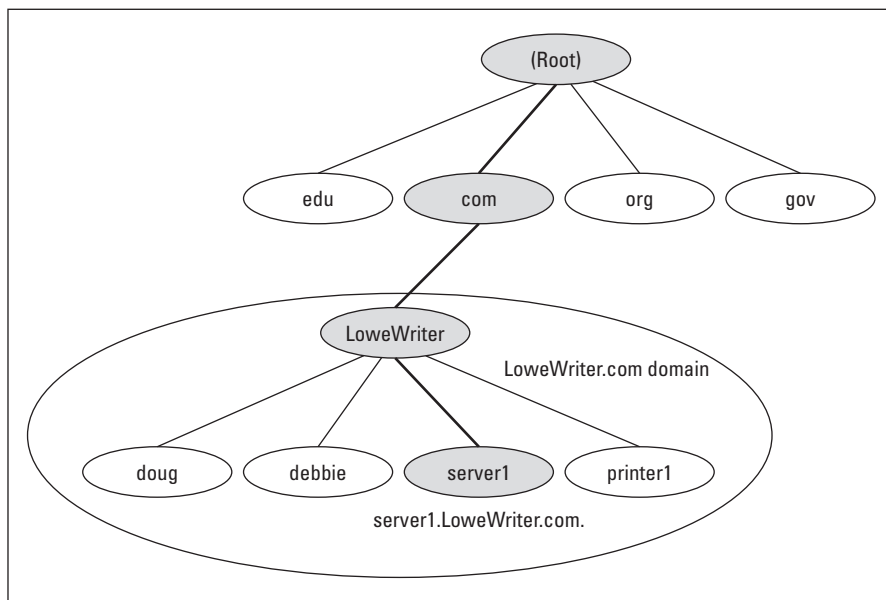 (Root)
edu com org gov
LoweWriter
LoweWriter.com domain
doug debbie server1 printer1
server1.LoweWriter.com.